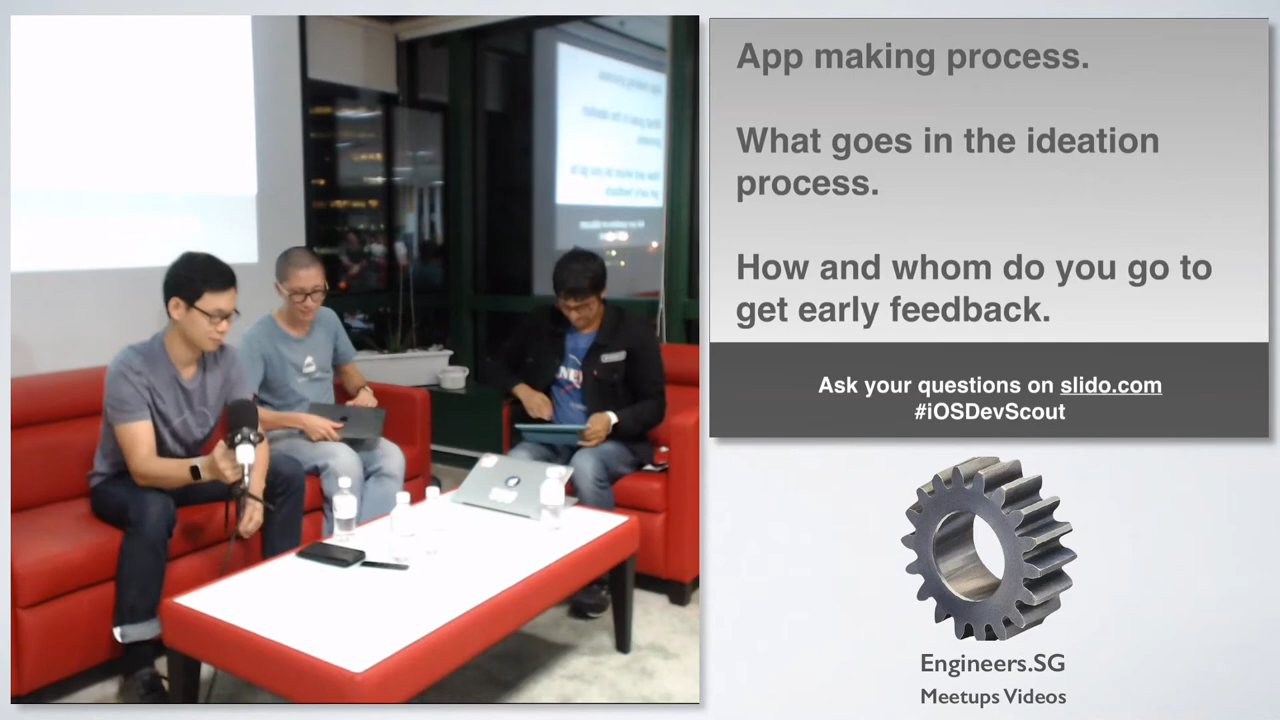 App making process.
What goes in the ideation
process.
How and whom do you go to
get early feedback.
Ask your questions on slido.com
#iOSDevScout
Engineers.SG
Meetups Videos